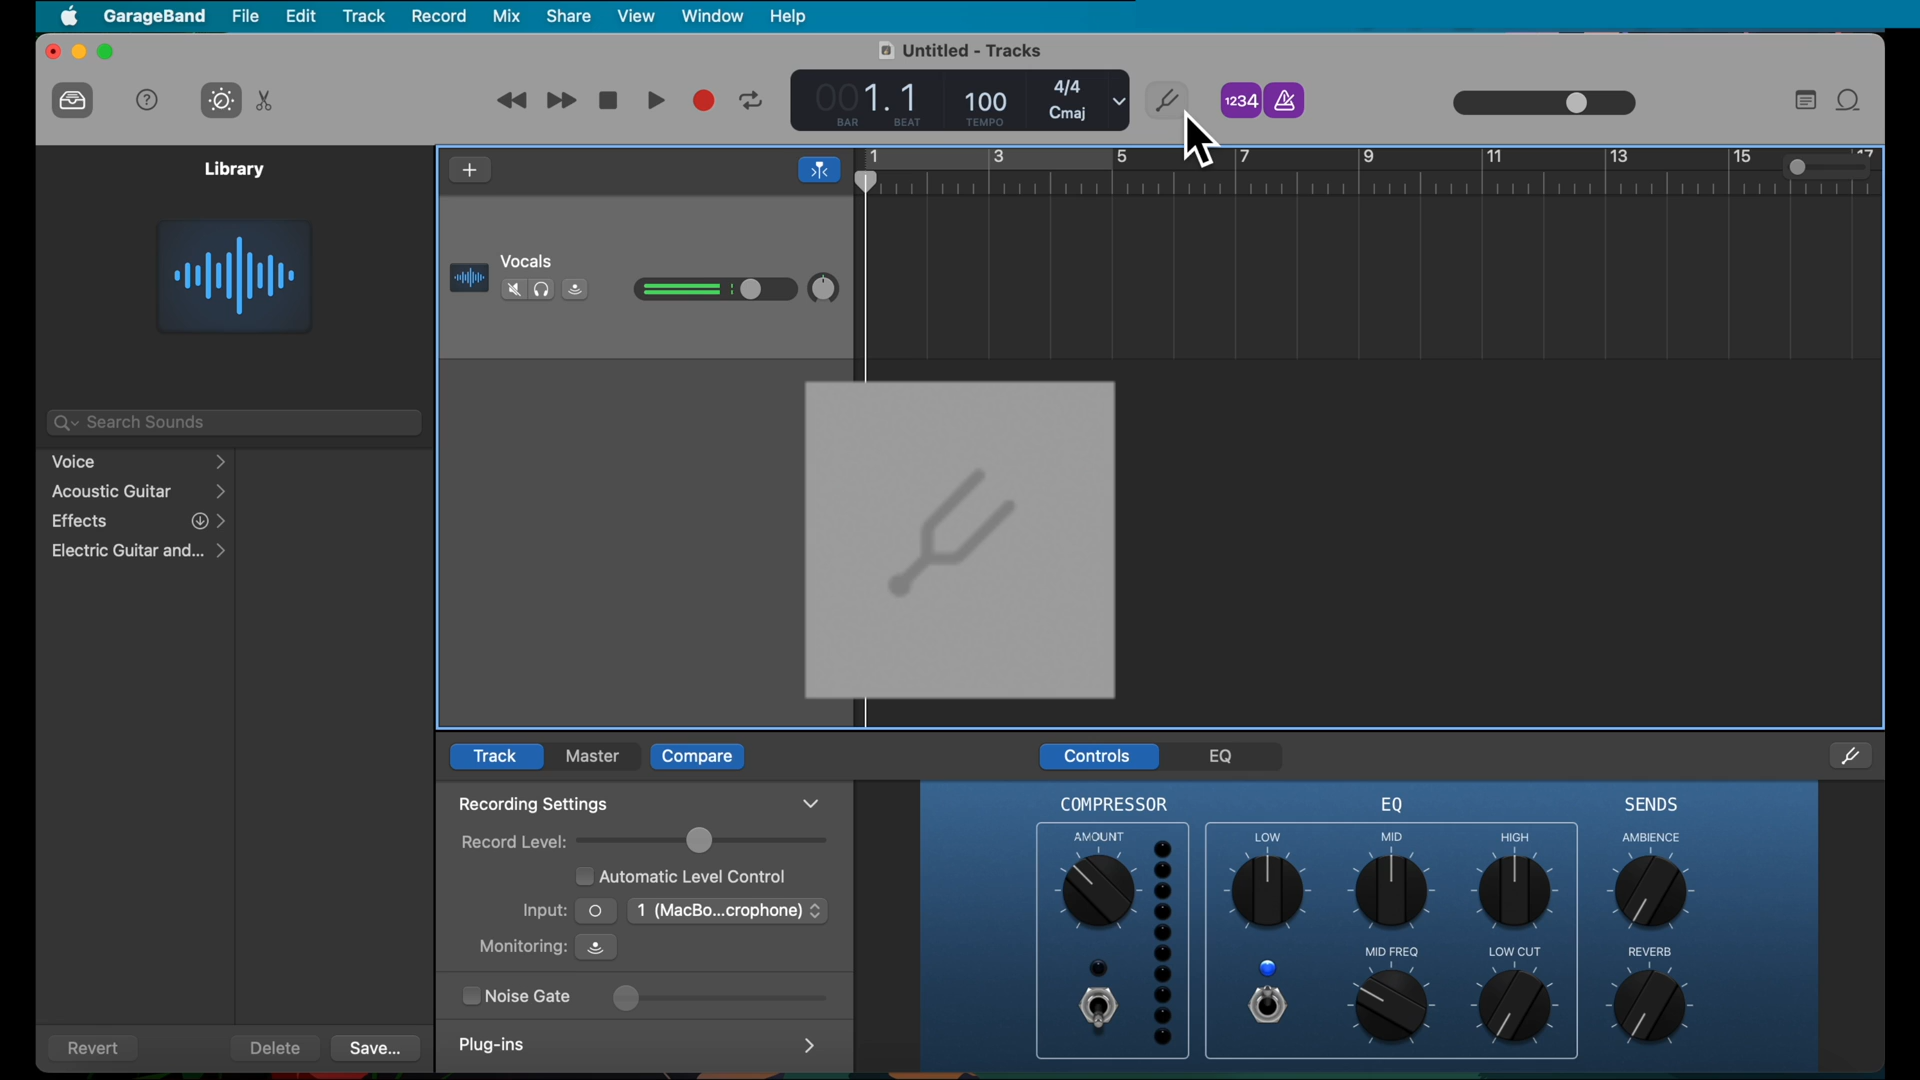 GarageBand File Edit Track Record Mix Share View Window Help
Untitled - Tracks
001.1
BAR BEAT
100
TEMPO
4/4
Cmaj
1234
Library
1 3 5 7 9 11 13 15 17
Vocals
Search Sounds
Voice
Acoustic Guitar
Effects
Electric Guitar and...
Revert Delete Save...
Track Master Compare
Controls EQ
Recording Settings
Record Level:
Automatic Level Control
Input: 1 (MacBo...crophone)
Monitoring:
Noise Gate
Plug-ins
COMPRESSOR EQ SENDS
AMOUNT LOW MID HIGH AMBIENCE
MID FREQ LOW CUT REVERB